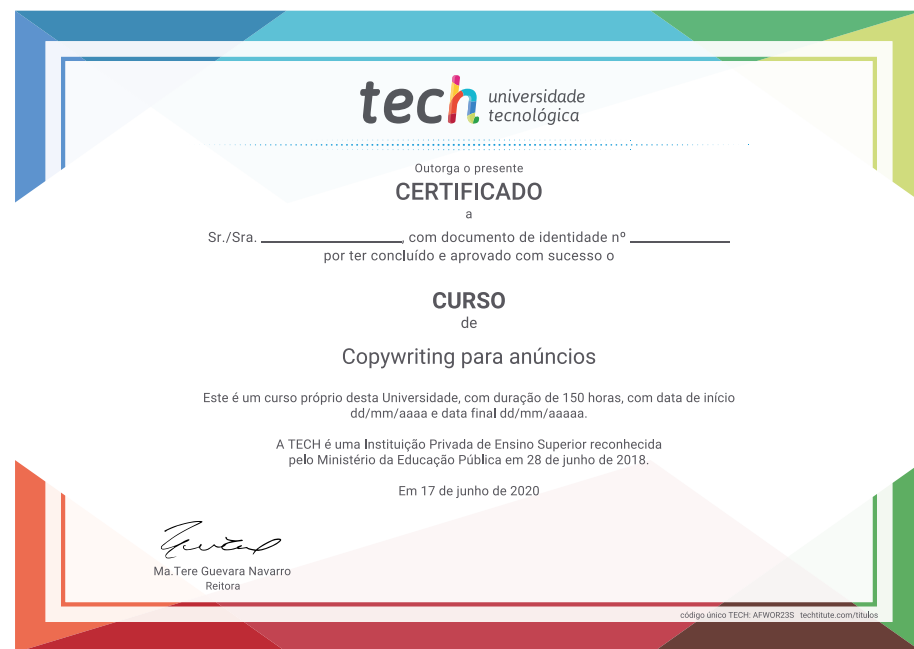 tech universidade
tecnológica
Outorga o presente
CERTIFICADO
a
Sr./Sra. , com documento de identidade nº
por ter concluído e aprovado com sucesso o
CURSO
de
Copywriting para anúncios
Este é um curso próprio desta Universidade, com duração de 150 horas, com data de início
dd/mm/aaaa e data final dd/mm/aaaaa.
A TECH é uma Instituição Privada de Ensino Superior reconhecida
pelo Ministério da Educação Pública em 28 de junho de 2018.
Em 17 de junho de 2020
Ma.Tere Guevara Navarro
Reitora
código único TECH: AFWOR23S techtitute.com/titulos